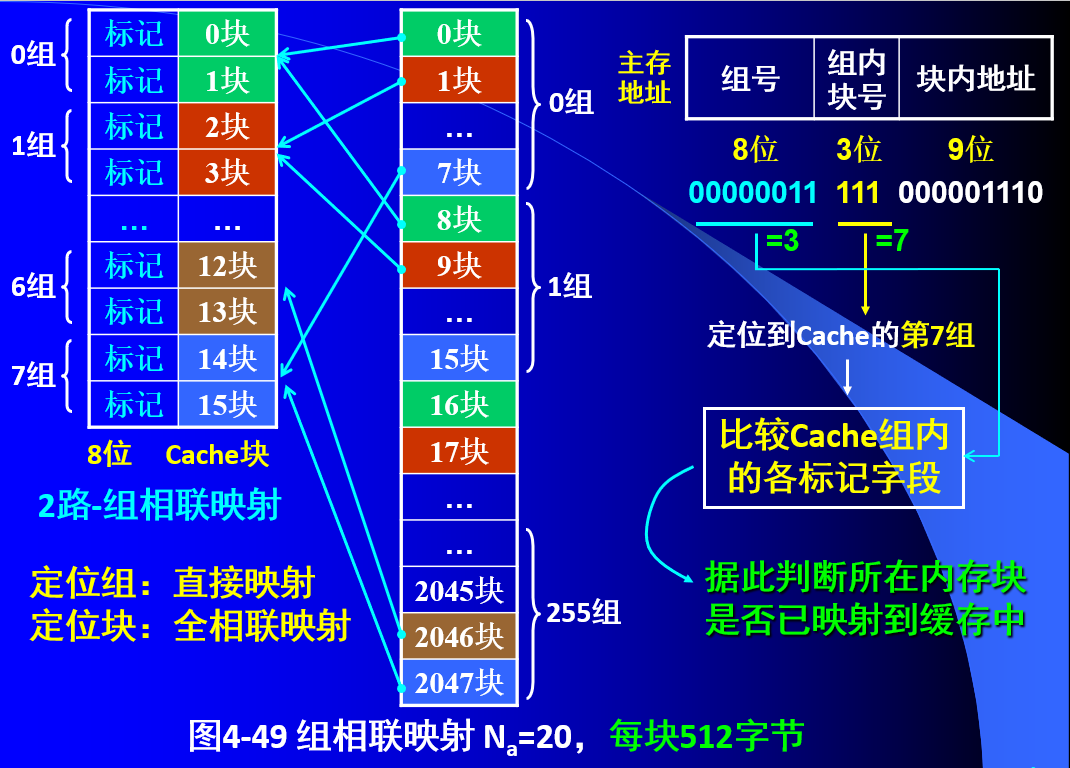 0组
1组
6组
7组
标记 0块
标记 1块
标记 2块
标记 3块
... ...
标记 12块
标记 13块
标记 14块
标记 15块
8位 Cache块
2路-组相联映射
定位组：直接映射
定位块：全相联映射
0块
1块
...
7块
8块
9块
...
15块
16块
17块
...
...
2045块
2046块
2047块
0组
1组
255组
主存
地址
组号
组内
块号
块内地址
8位 3位 9位
00000011 111 000001110
=3 =7
定位到Cache的第7组
比较Cache组内
的各标记字段
据此判断所在内存块
是否已映射到缓存中
图4-49 组相联映射 Na=20，每块512字节